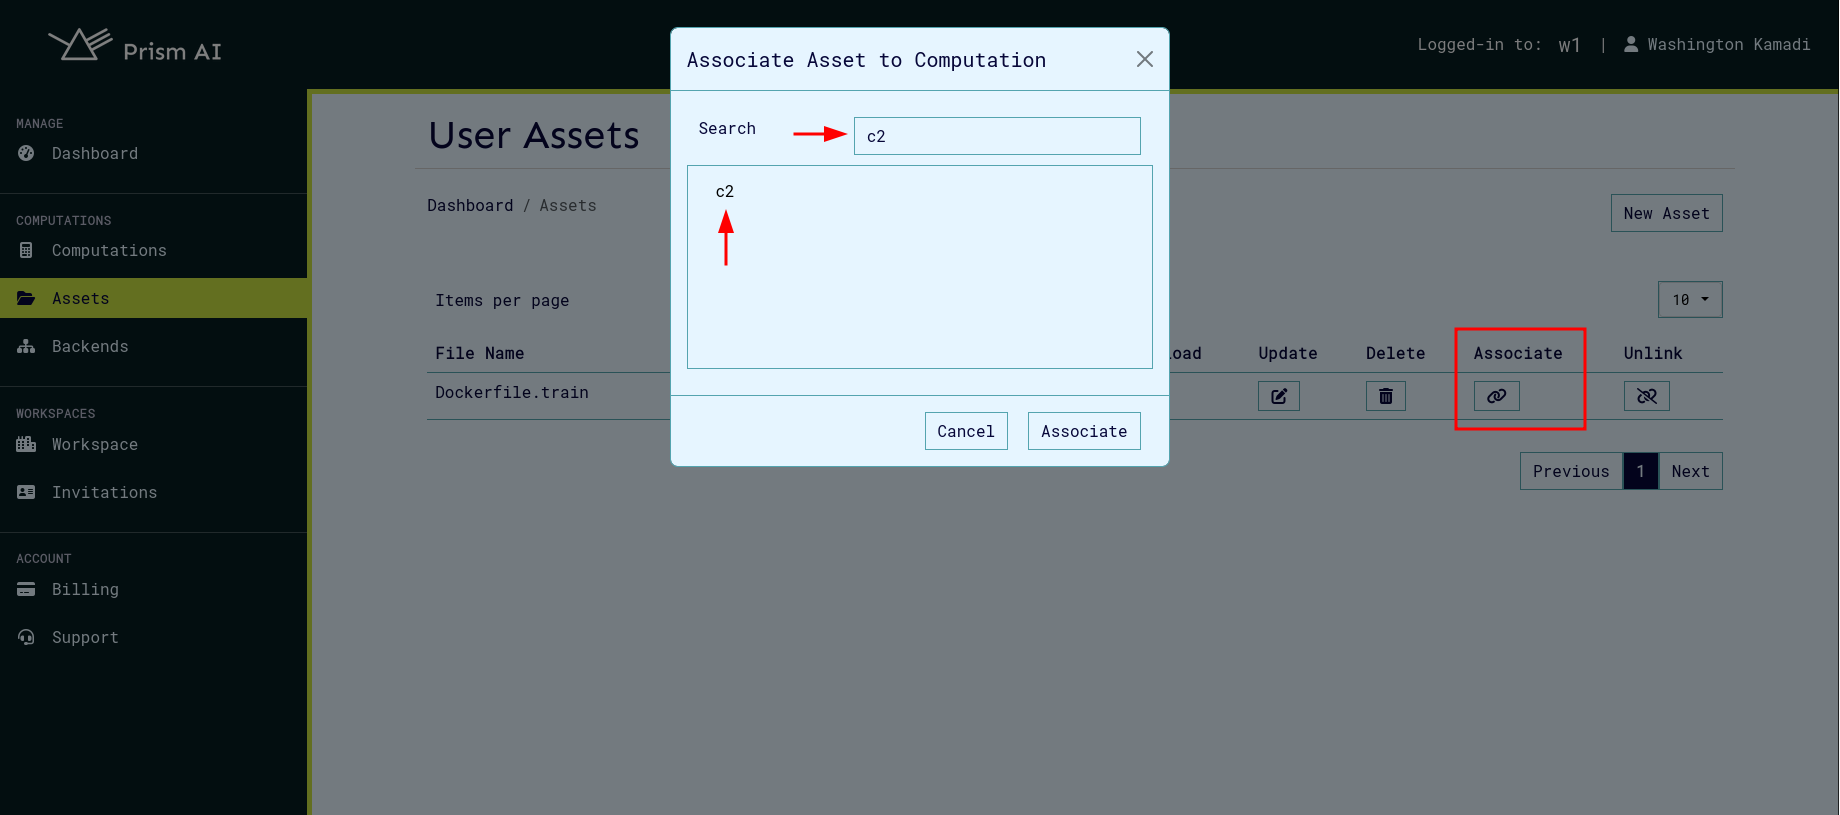 Prism AI
Logged-in to: w1 | Washington Kamadi
MANAGE
Dashboard
COMPUTATIONS
Computations
Assets
Backends
WORKSPACES
Workspace
Invitations
ACCOUNT
Billing
Support
User Assets
Dashboard / Assets
New Asset
Items per page
10
File Name Update Delete Associate Unlink
Dockerfile.train
Previous 1 Next
Associate Asset to Computation
Search c2
c2
Cancel Associate